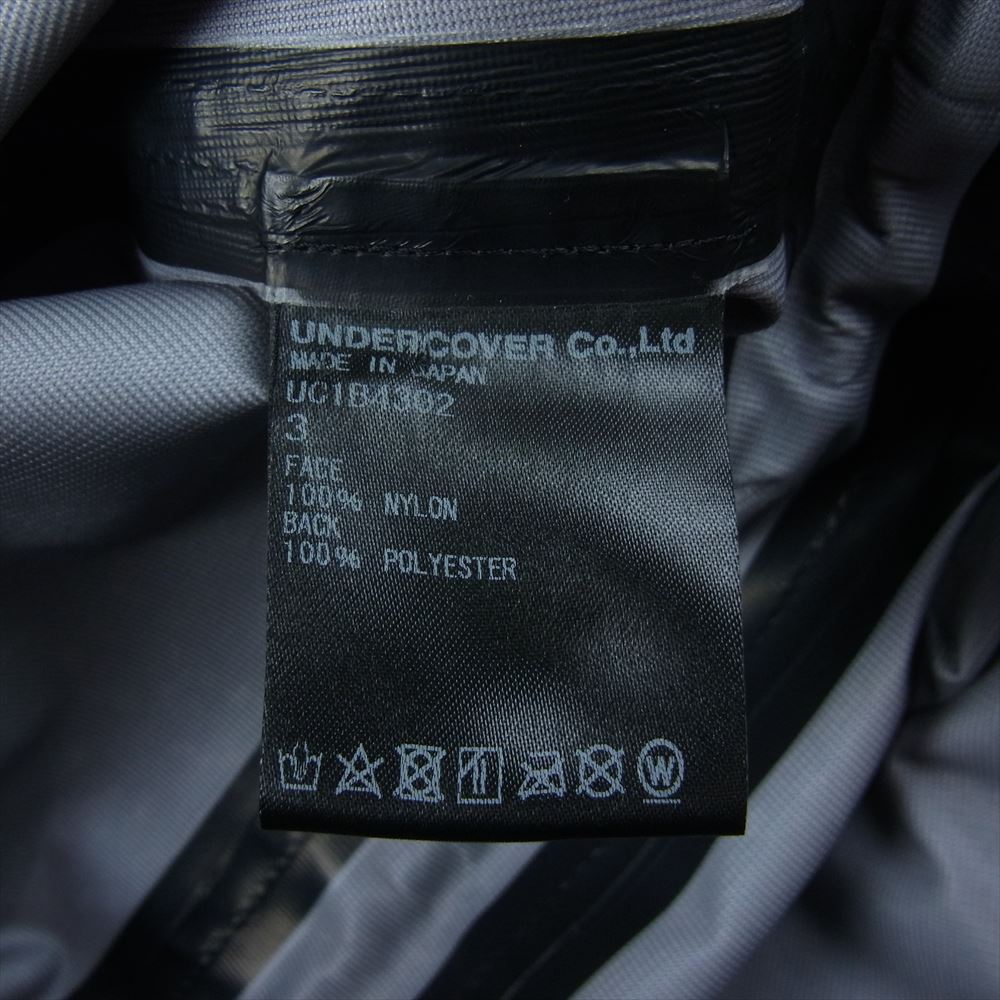 UNDERCOVER Co.,Ltd
MADE IN JAPAN
UC1B4302
3
FACE
100% NYLON
BACK
100% POLYESTER
W